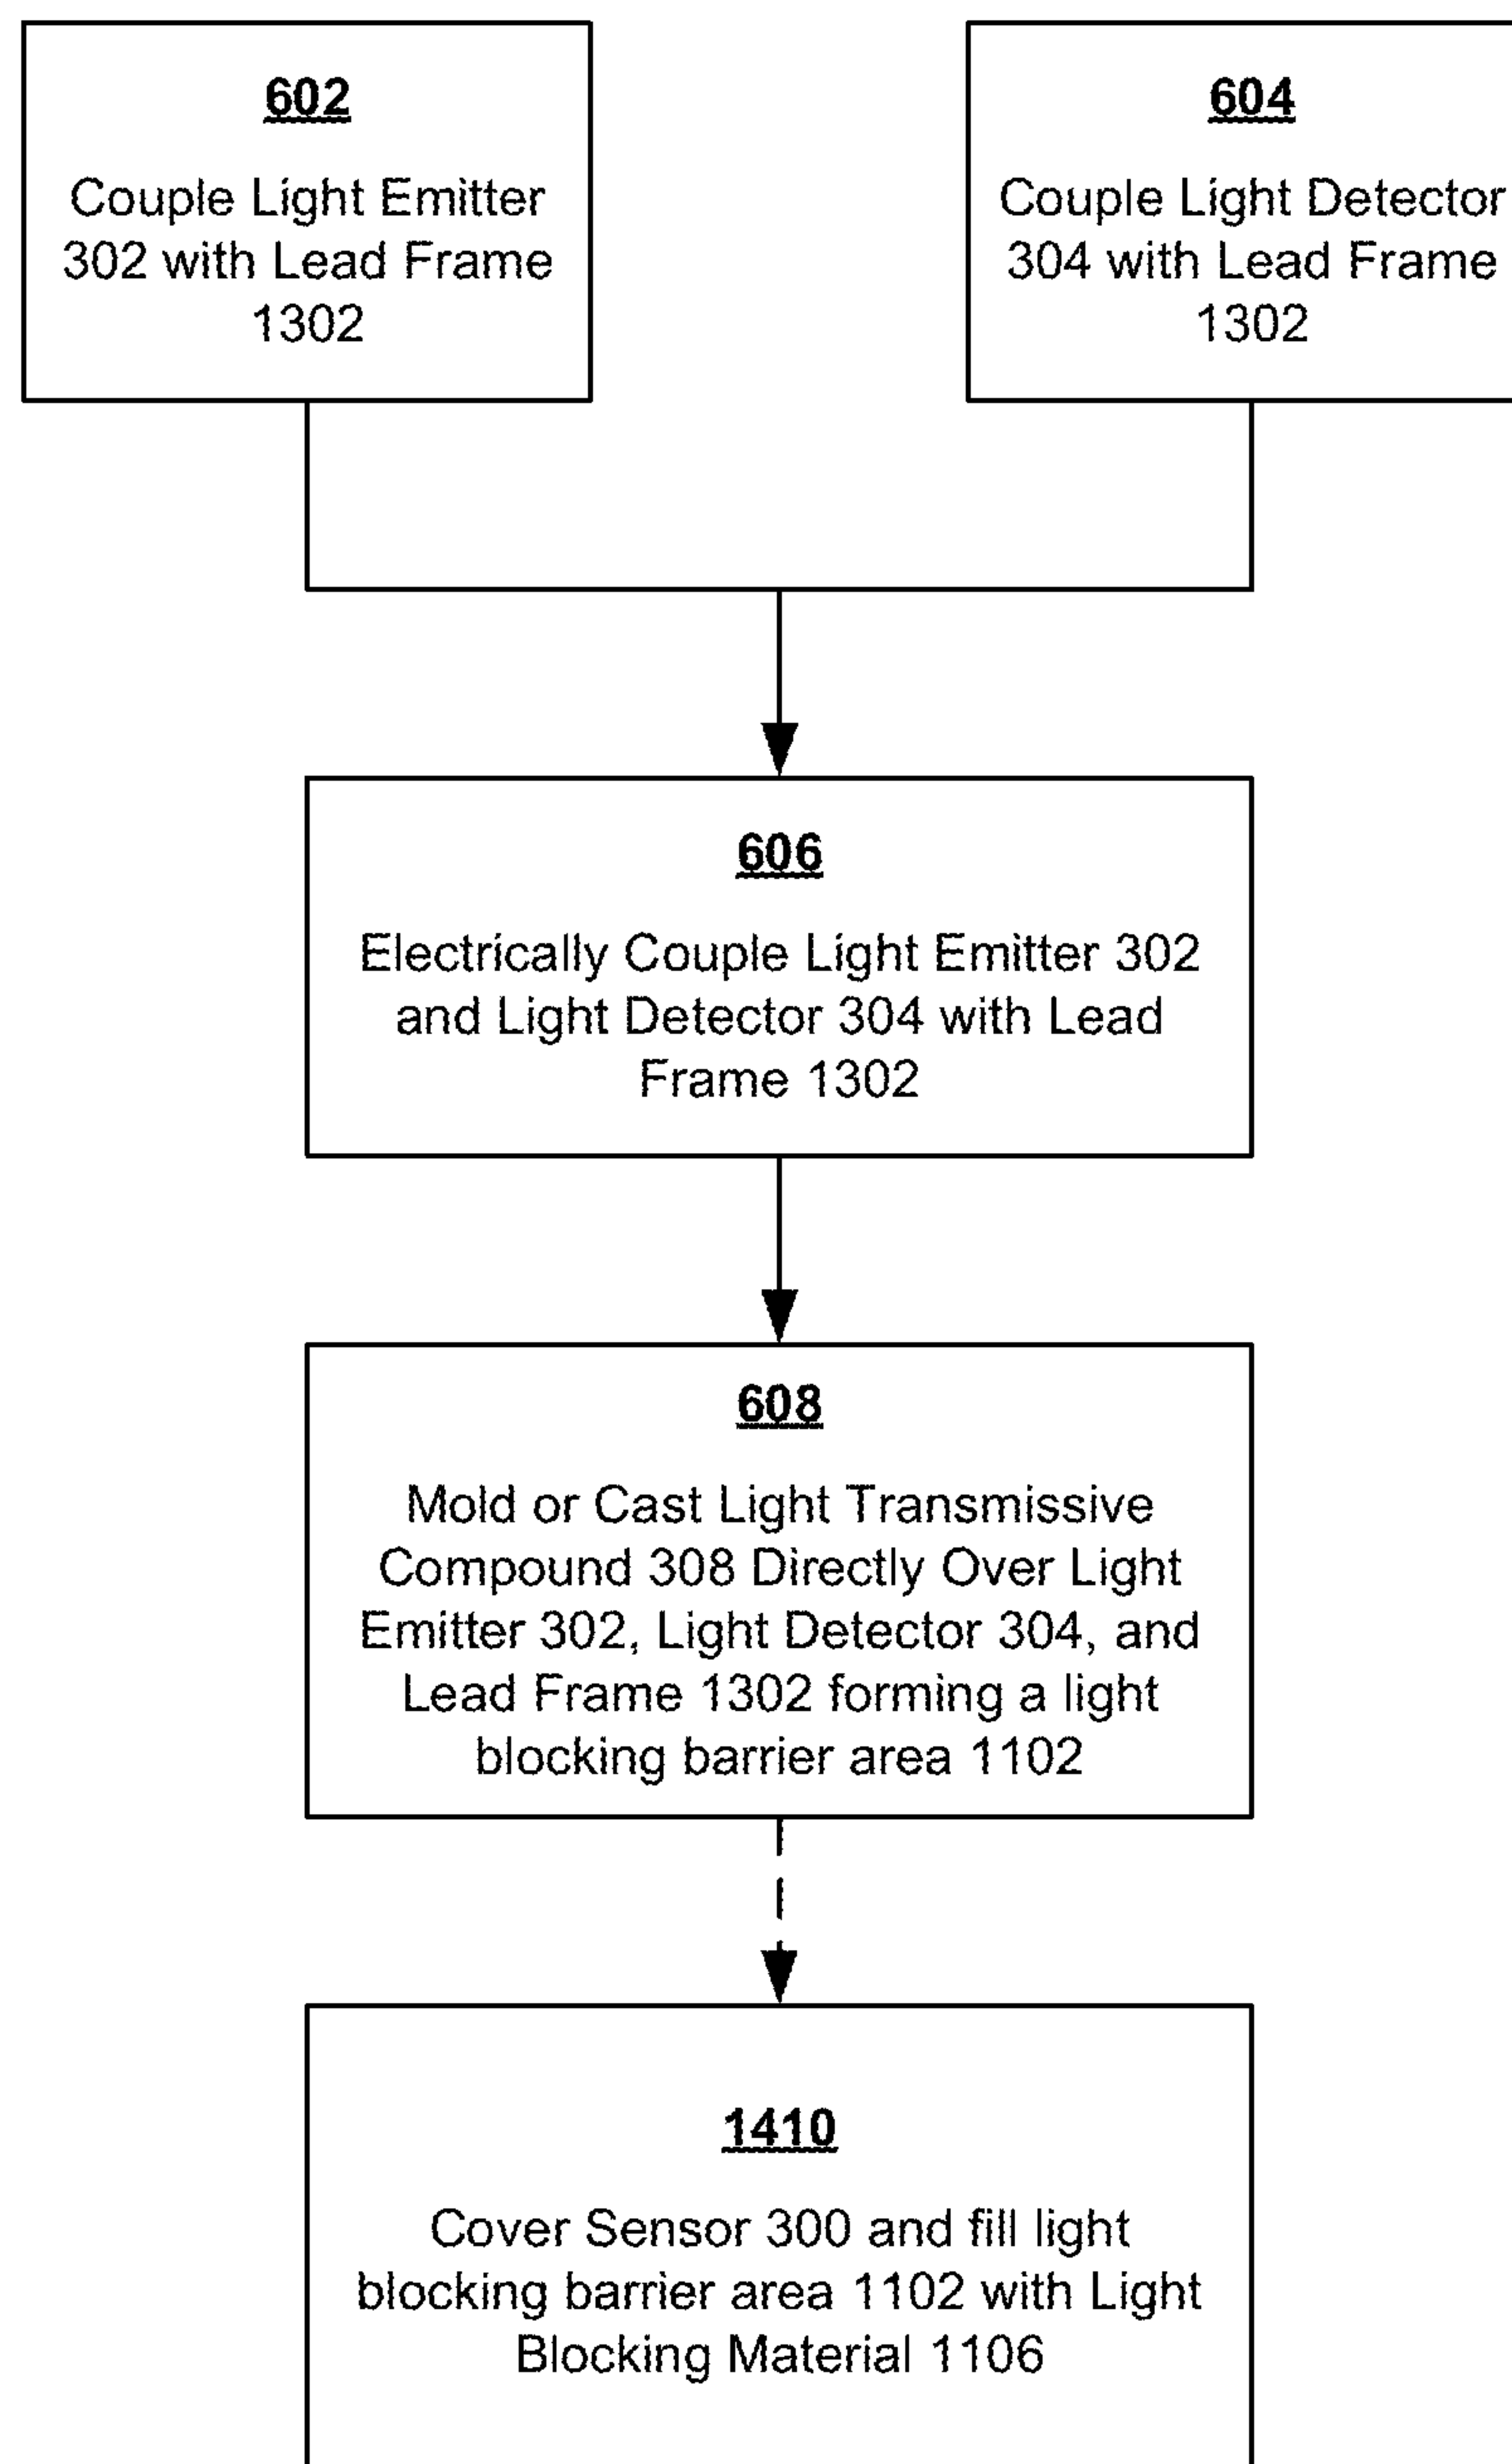 602
Couple Light Emitter
302 with Lead Frame
1302
604
Couple Light Detector
304 with Lead Frame
1302
606
Electrically Couple Light Emitter 302
and Light Detector 304 with Lead
Frame 1302
608
Mold or Cast Light Transmissive
Compound 308 Directly Over Light
Emitter 302, Light Detector 304, and
Lead Frame 1302 forming a light
blocking barrier area 1102
1410
Cover Sensor 300 and fill light
blocking barrier area 1102 with Light
Blocking Material 1106